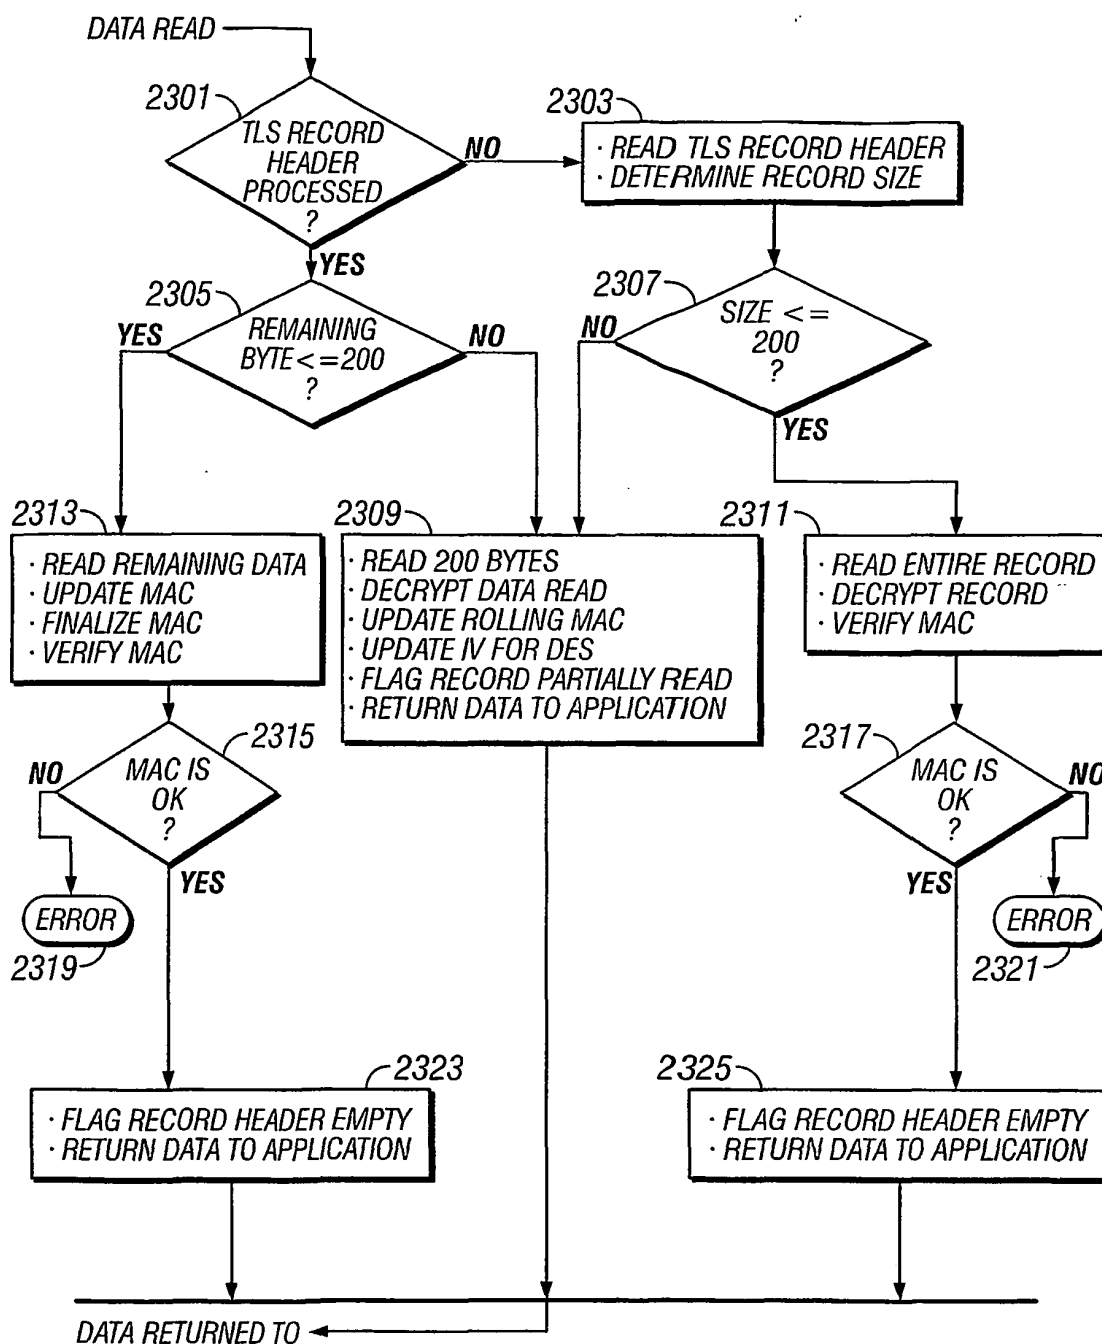 DATA READ
2301
TLS RECORD
HEADER
PROCESSED
?
NO
YES
2303
· READ TLS RECORD HEADER
· DETERMINE RECORD SIZE
2305
YES
REMAINING
BYTE<=200
?
NO
2307
NO
SIZE <=
200
?
YES
2313
· READ REMAINING DATA
· UPDATE MAC
· FINALIZE MAC
· VERIFY MAC
2309
· READ 200 BYTES
· DECRYPT DATA READ
· UPDATE ROLLING MAC
· UPDATE IV FOR DES
· FLAG RECORD PARTIALLY READ
· RETURN DATA TO APPLICATION
2311
· READ ENTIRE RECORD
· DECRYPT RECORD
· VERIFY MAC
2315
NO
MAC IS
OK
?
YES
2317
MAC IS
OK
?
NO
YES
ERROR
2319
ERROR
2321
2323
· FLAG RECORD HEADER EMPTY
· RETURN DATA TO APPLICATION
2325
· FLAG RECORD HEADER EMPTY
· RETURN DATA TO APPLICATION
DATA RETURNED TO